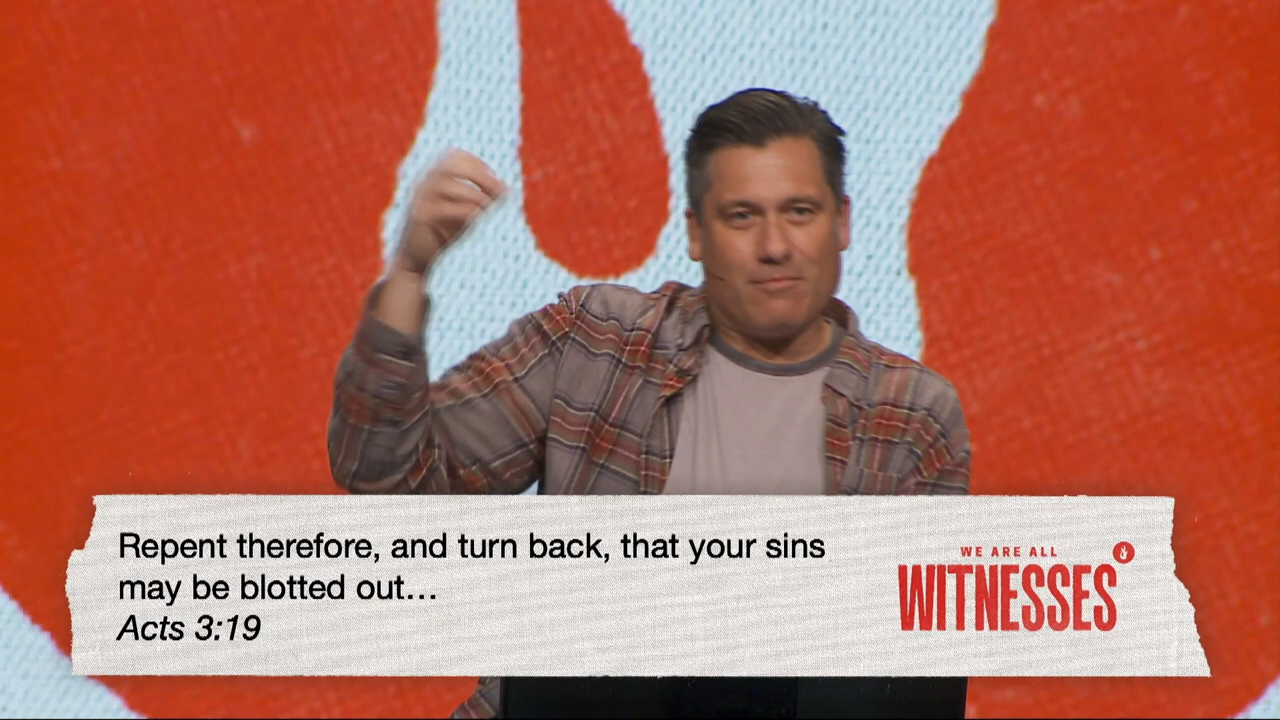 Repent therefore, and turn back, that your sins
may be blotted out…
Acts 3:19
WE ARE ALL
WITNESSES